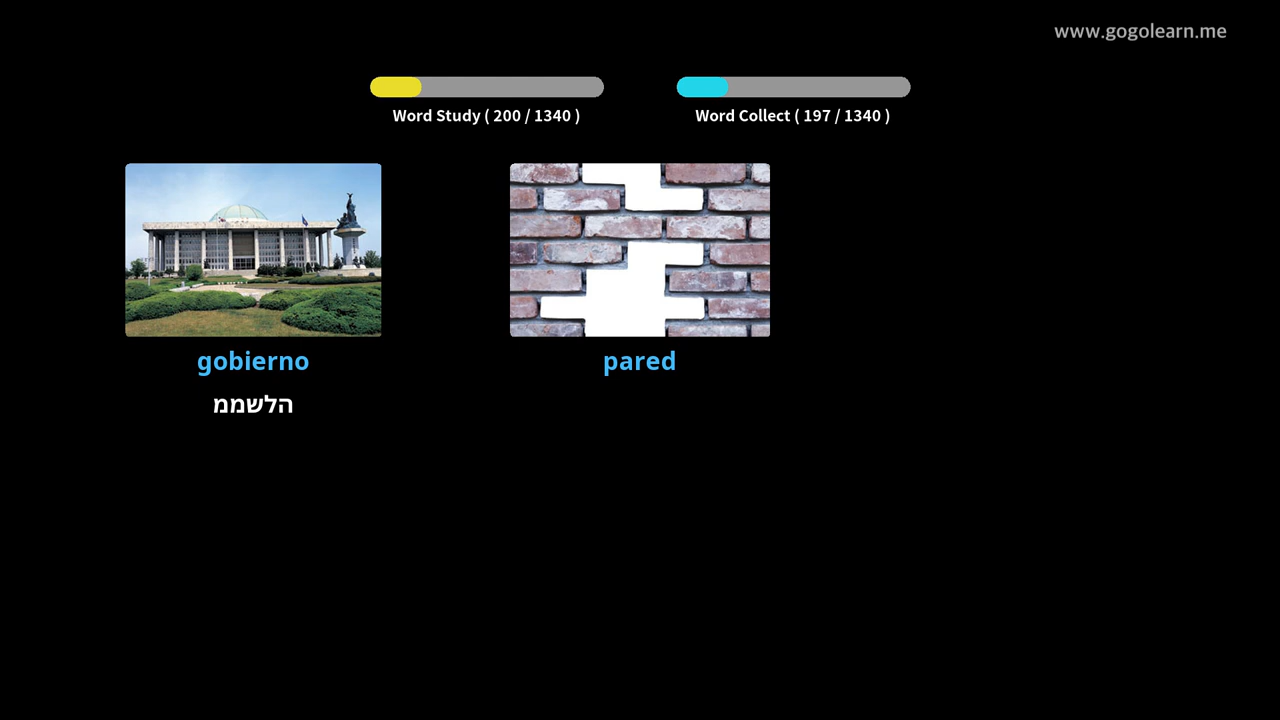 www.gogolearn.me
Word Study ( 200 / 1340 )
Word Collect ( 197 / 1340 )
gobierno
הלשממ
pared